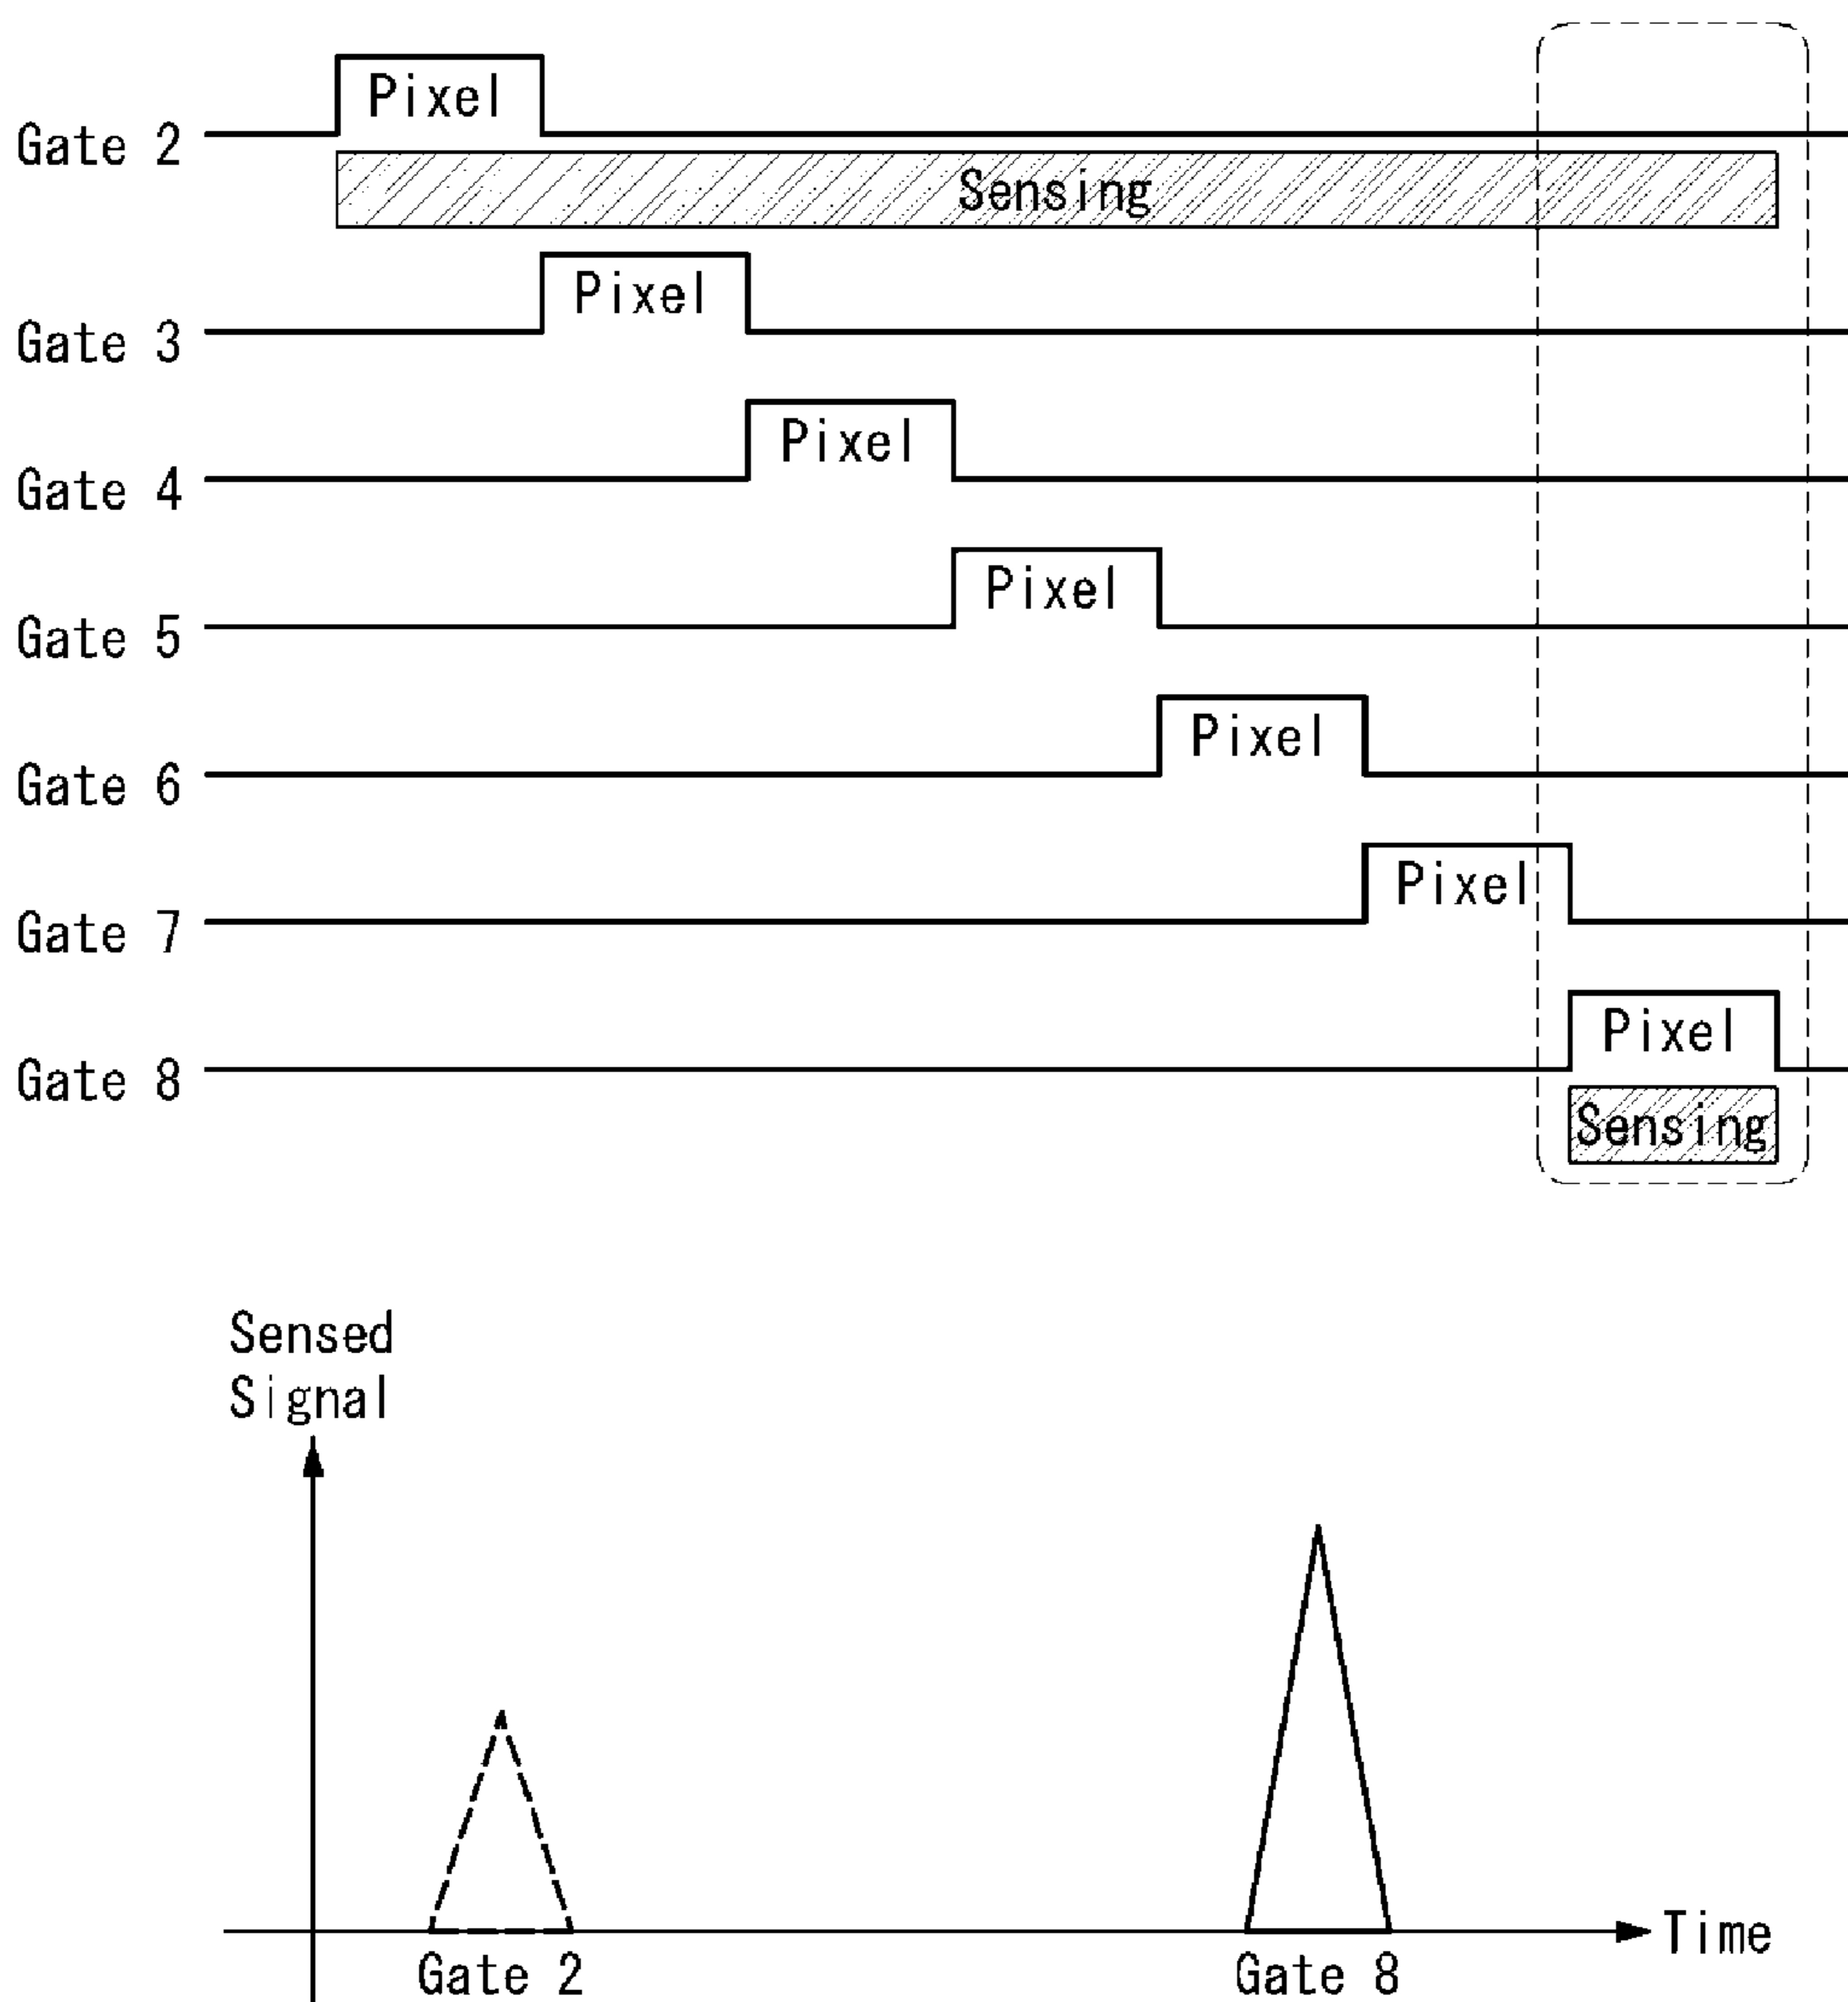 Pixel
Gate 2
Sensing
Pixel
Gate 3
Pixel
Gate 4
Pixel
Gate 5
Pixel
Gate 6
Pixel
Gate 7
Pixel
Gate 8
Sensing
Sensed
Signal
Time
Gate 2
Gate 8